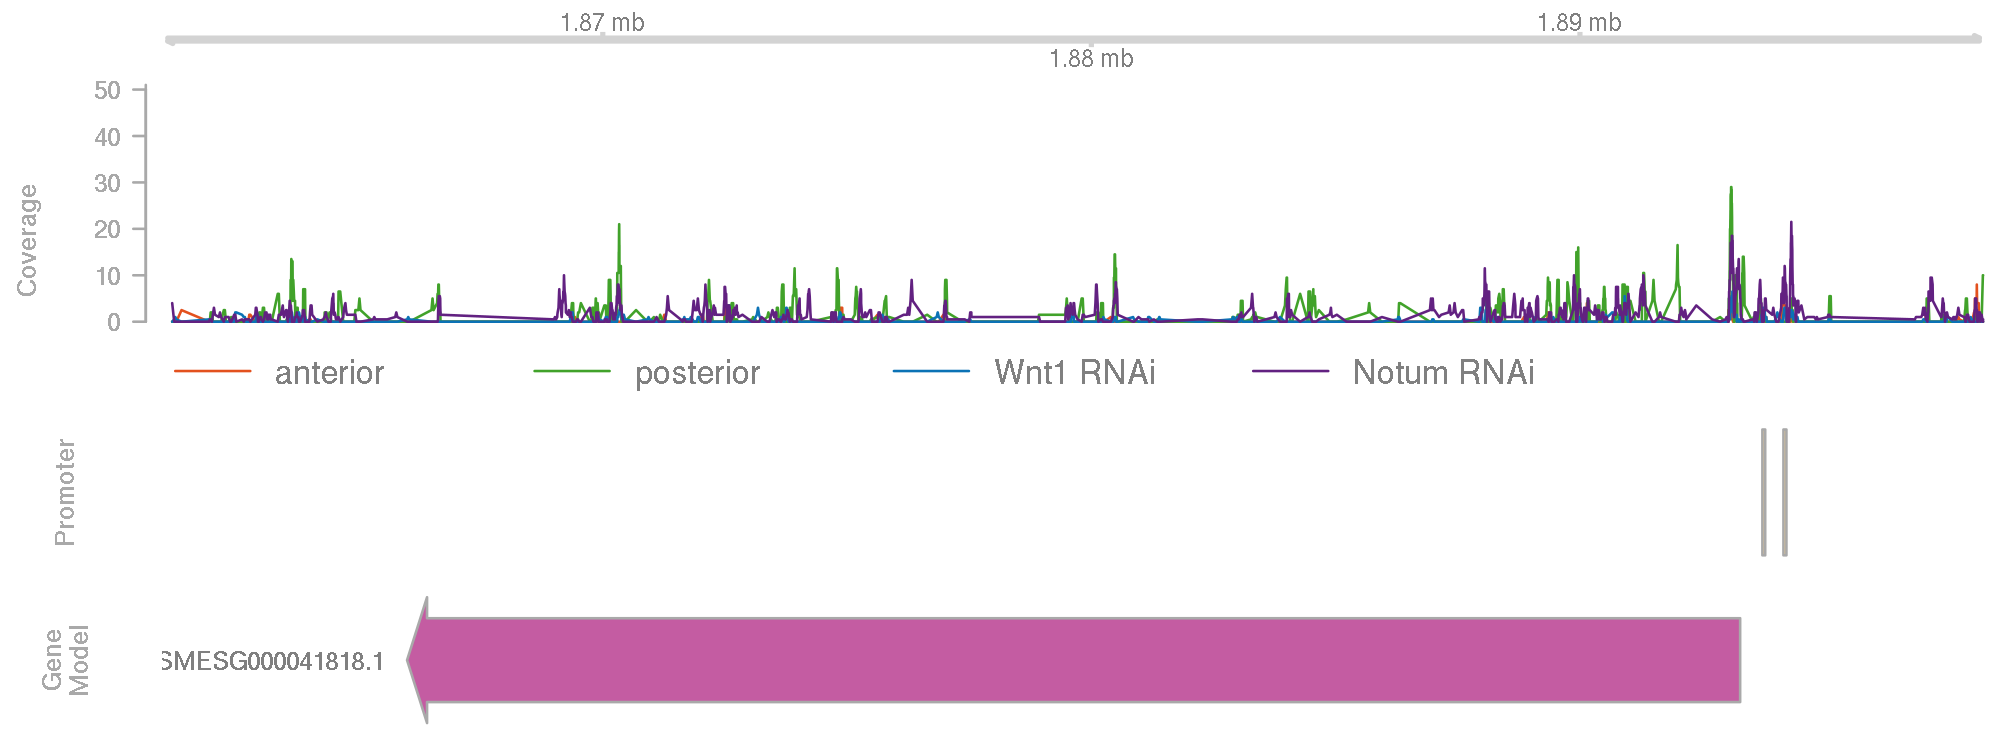 1.87 mb
1.89 mb
1.88 mb
50
40
30
20
10
0
Coverage
anterior posterior Wnt1 RNAi Notum RNAi
Promoter
Gene
Model
SMESG000041818.1